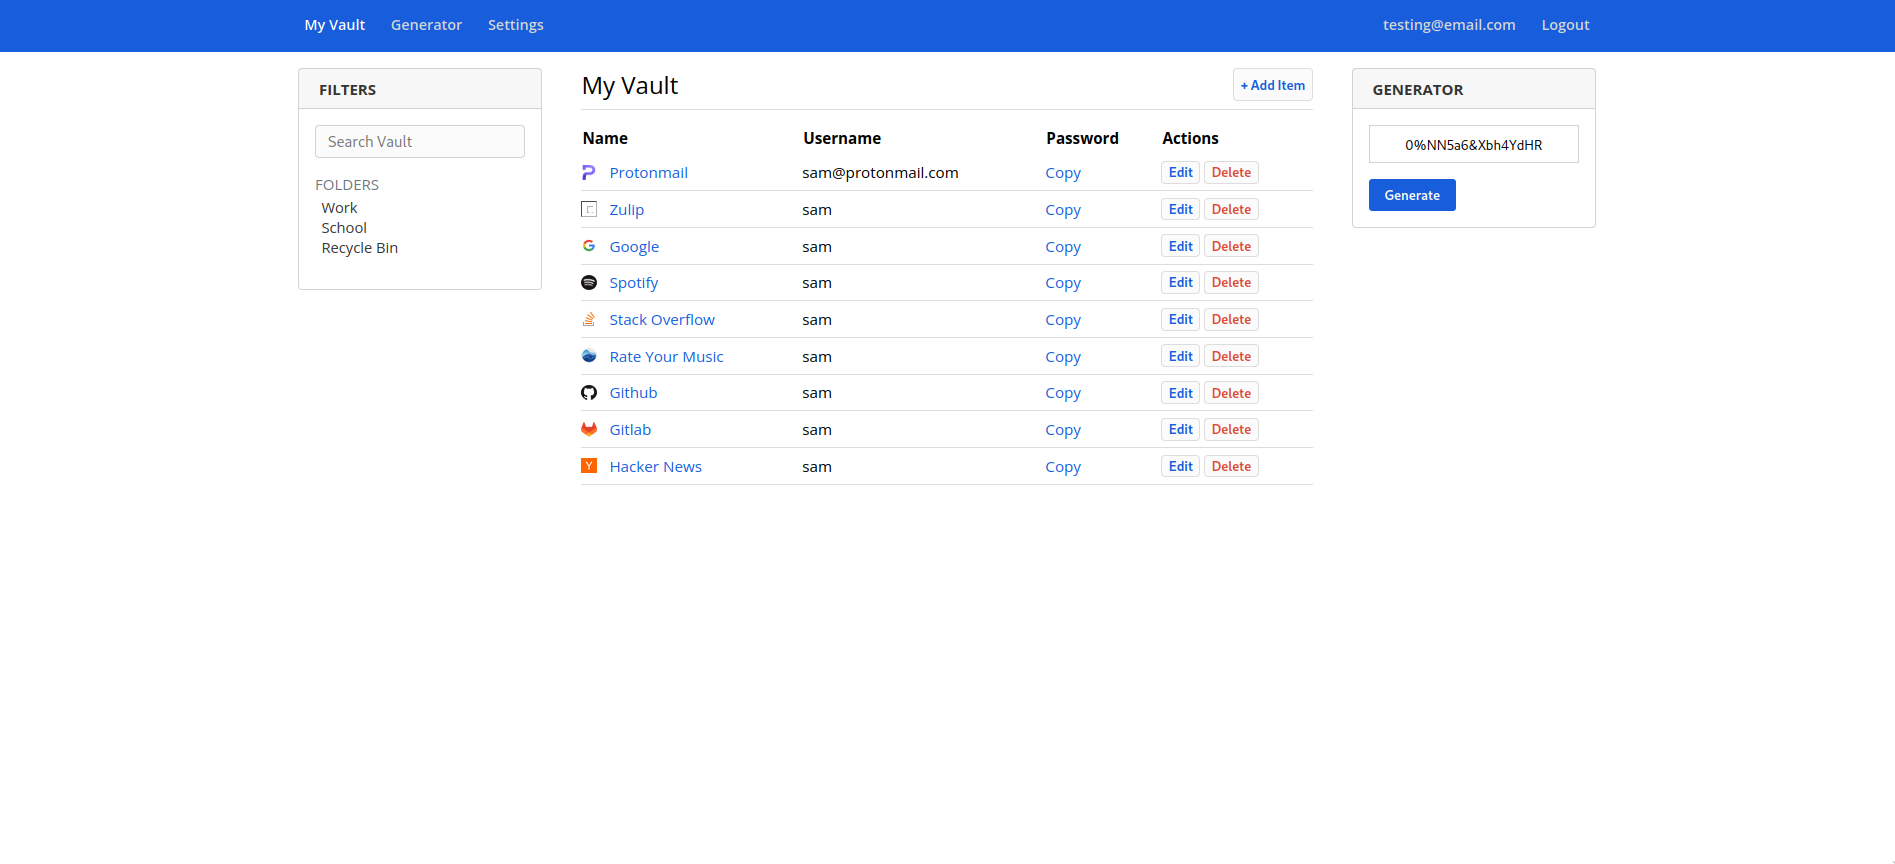 My Vault Generator Settings testing@email.com Logout
FILTERS
Search Vault
FOLDERS
Work
School
Recycle Bin
My Vault + Add Item
Name Username Password Actions
Protonmail sam@protonmail.com Copy Edit Delete
Zulip sam Copy Edit Delete
Google sam Copy Edit Delete
Spotify sam Copy Edit Delete
Stack Overflow sam Copy Edit Delete
Rate Your Music sam Copy Edit Delete
Github sam Copy Edit Delete
Gitlab sam Copy Edit Delete
Y Hacker News sam Copy Edit Delete
GENERATOR
0%NN5a6&Xbh4YdHR
Generate